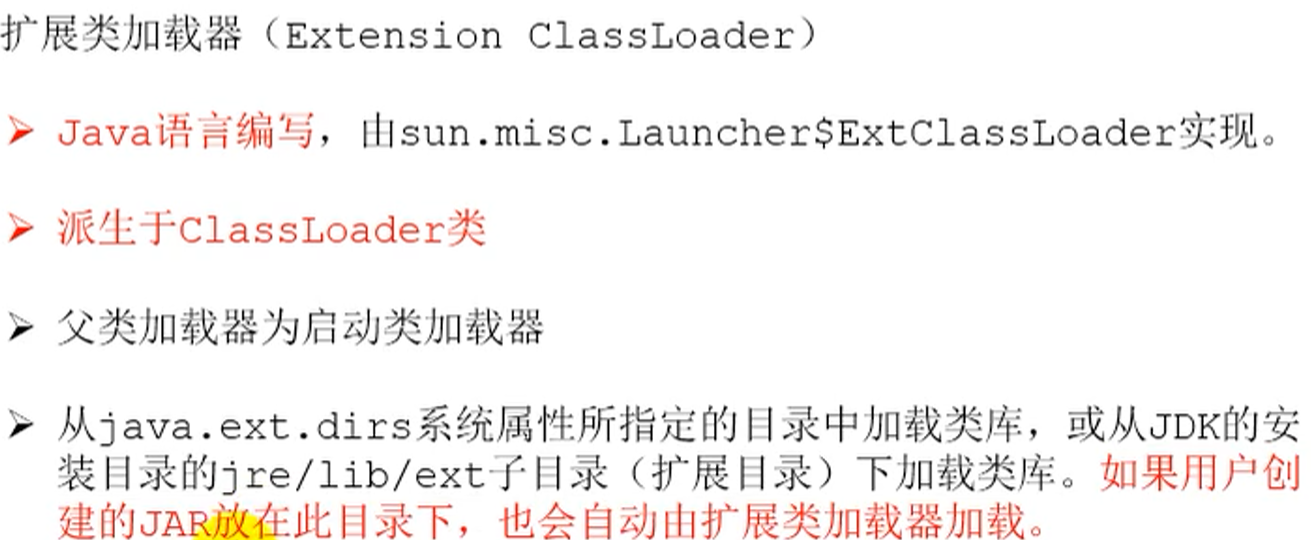 扩展类加载器（Extension ClassLoader）
➢ Java语言编写，由sun.misc.Launcher$ExtClassLoader实现。
➢ 派生于ClassLoader类
➢ 父类加载器为启动类加载器
➢ 从java.ext.dirs系统属性所指定的目录中加载类库，或从JDK的安
装目录的jre/lib/ext子目录（扩展目录）下加载类库。如果用户创
建的JAR放在此目录下，也会自动由扩展类加载器加载。